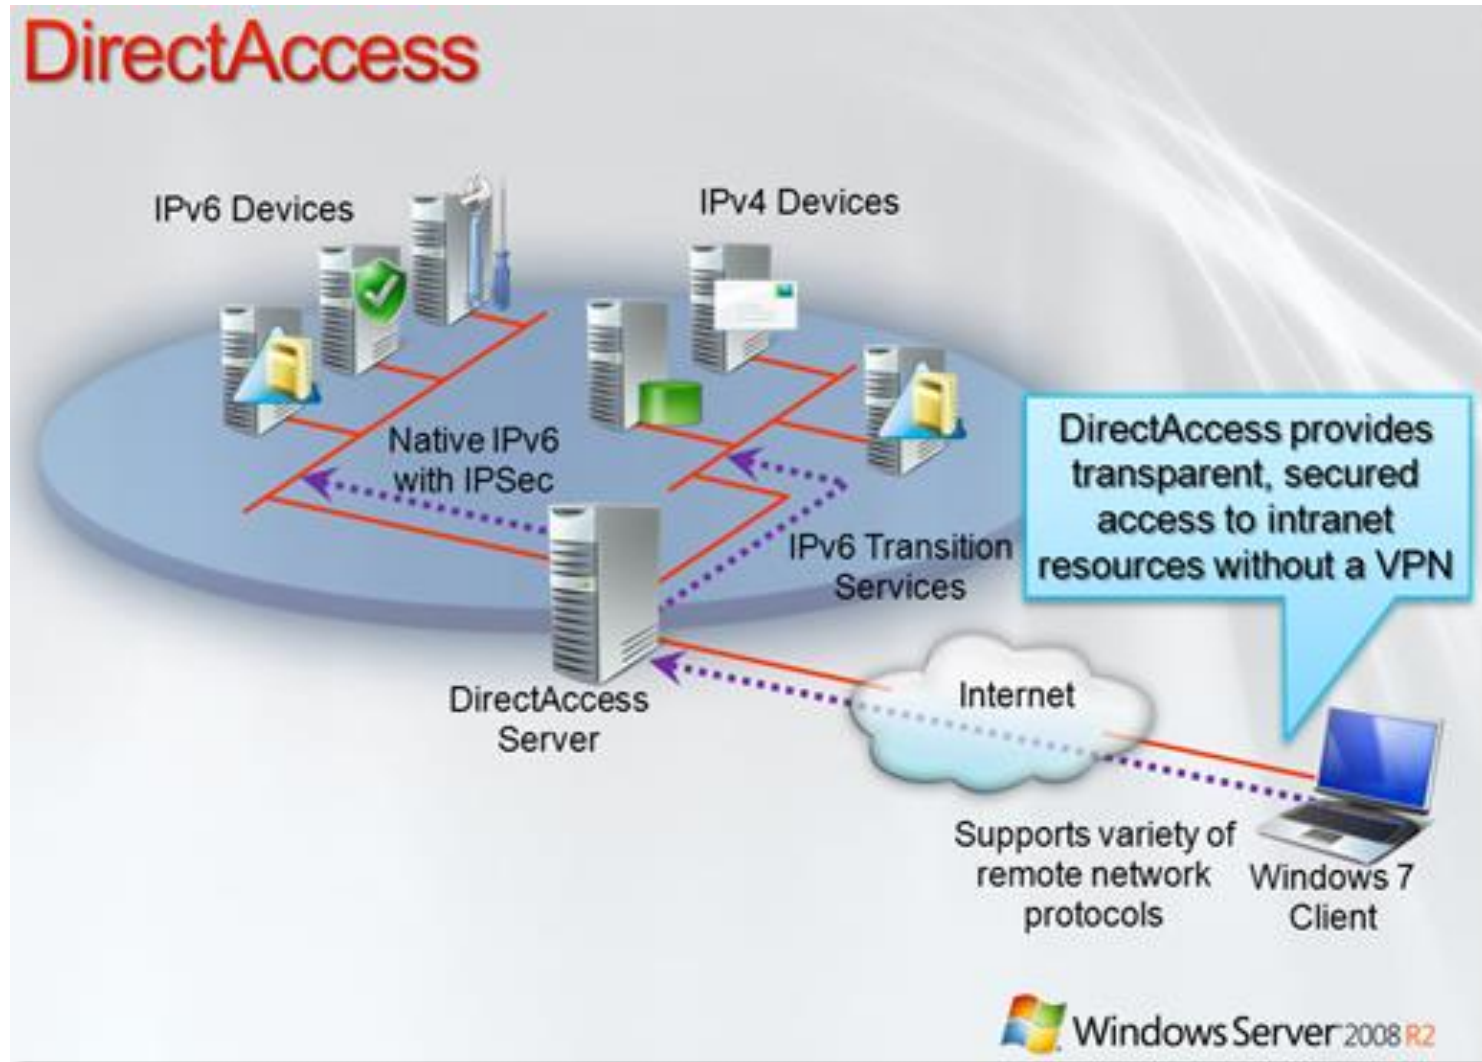 DirectAccess
IPv6 Devices
IPv4 Devices
Native IPv6
with IPSec
DirectAccess provides
transparent, secured
access to intranet
resources without a VPN
IPv6 Transition
Services
DirectAccess
Server
Internet
Supports variety of
remote network
protocols
Windows 7
Client
Windows Server 2008 R2